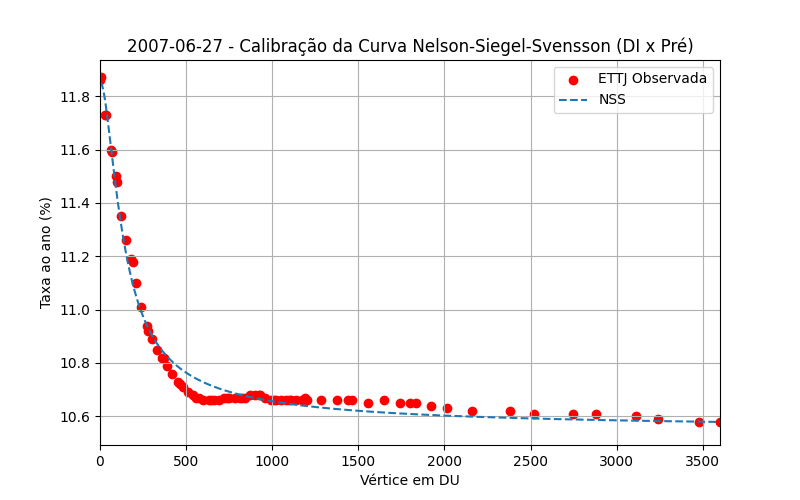 2007-06-27 - Calibração da Curva Nelson-Siegel-Svensson (DI x Pré)
ETTJ Observada
NSS
Taxa ao ano (%)
11.8
11.6
11.4
11.2
11.0
10.8
10.6
0 500 1000 1500 2000 2500 3000 3500
Vértice em DU